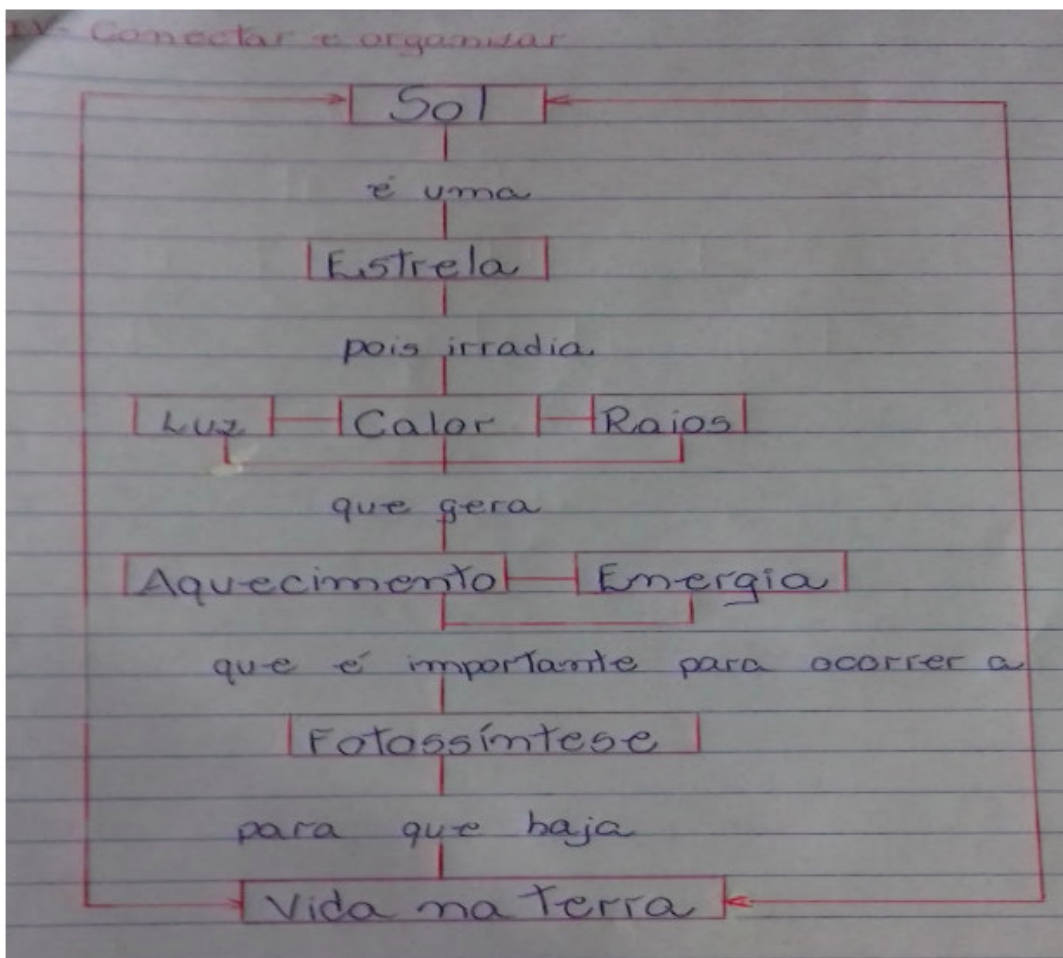 IV- Conectar e organizar
Sol
é uma
Estrela
pois irradia
Luz Calor Raios
que gera
Aquecimento Energia
que é importante para ocorrer a
Fotossíntese
para que haja
Vida na Terra